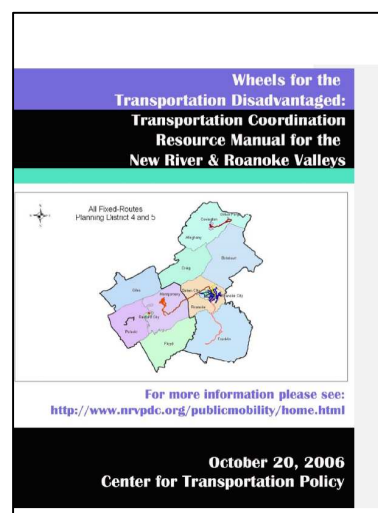 Wheels for the
Transportation Disadvantaged:
Transportation Coordination
Resource Manual for the
New River & Roanoke Valleys
All Fixed-Routes
Planning District 4 and 5
Covington
Alleghany
Botetourt
Craig
Giles
Montgomery
Roanoke
Radford City
Pulaski
Floyd
Franklin
For more information please see:
http://www.nrvpdc.org/publicmobility/home.html
October 20, 2006
Center for Transportation Policy